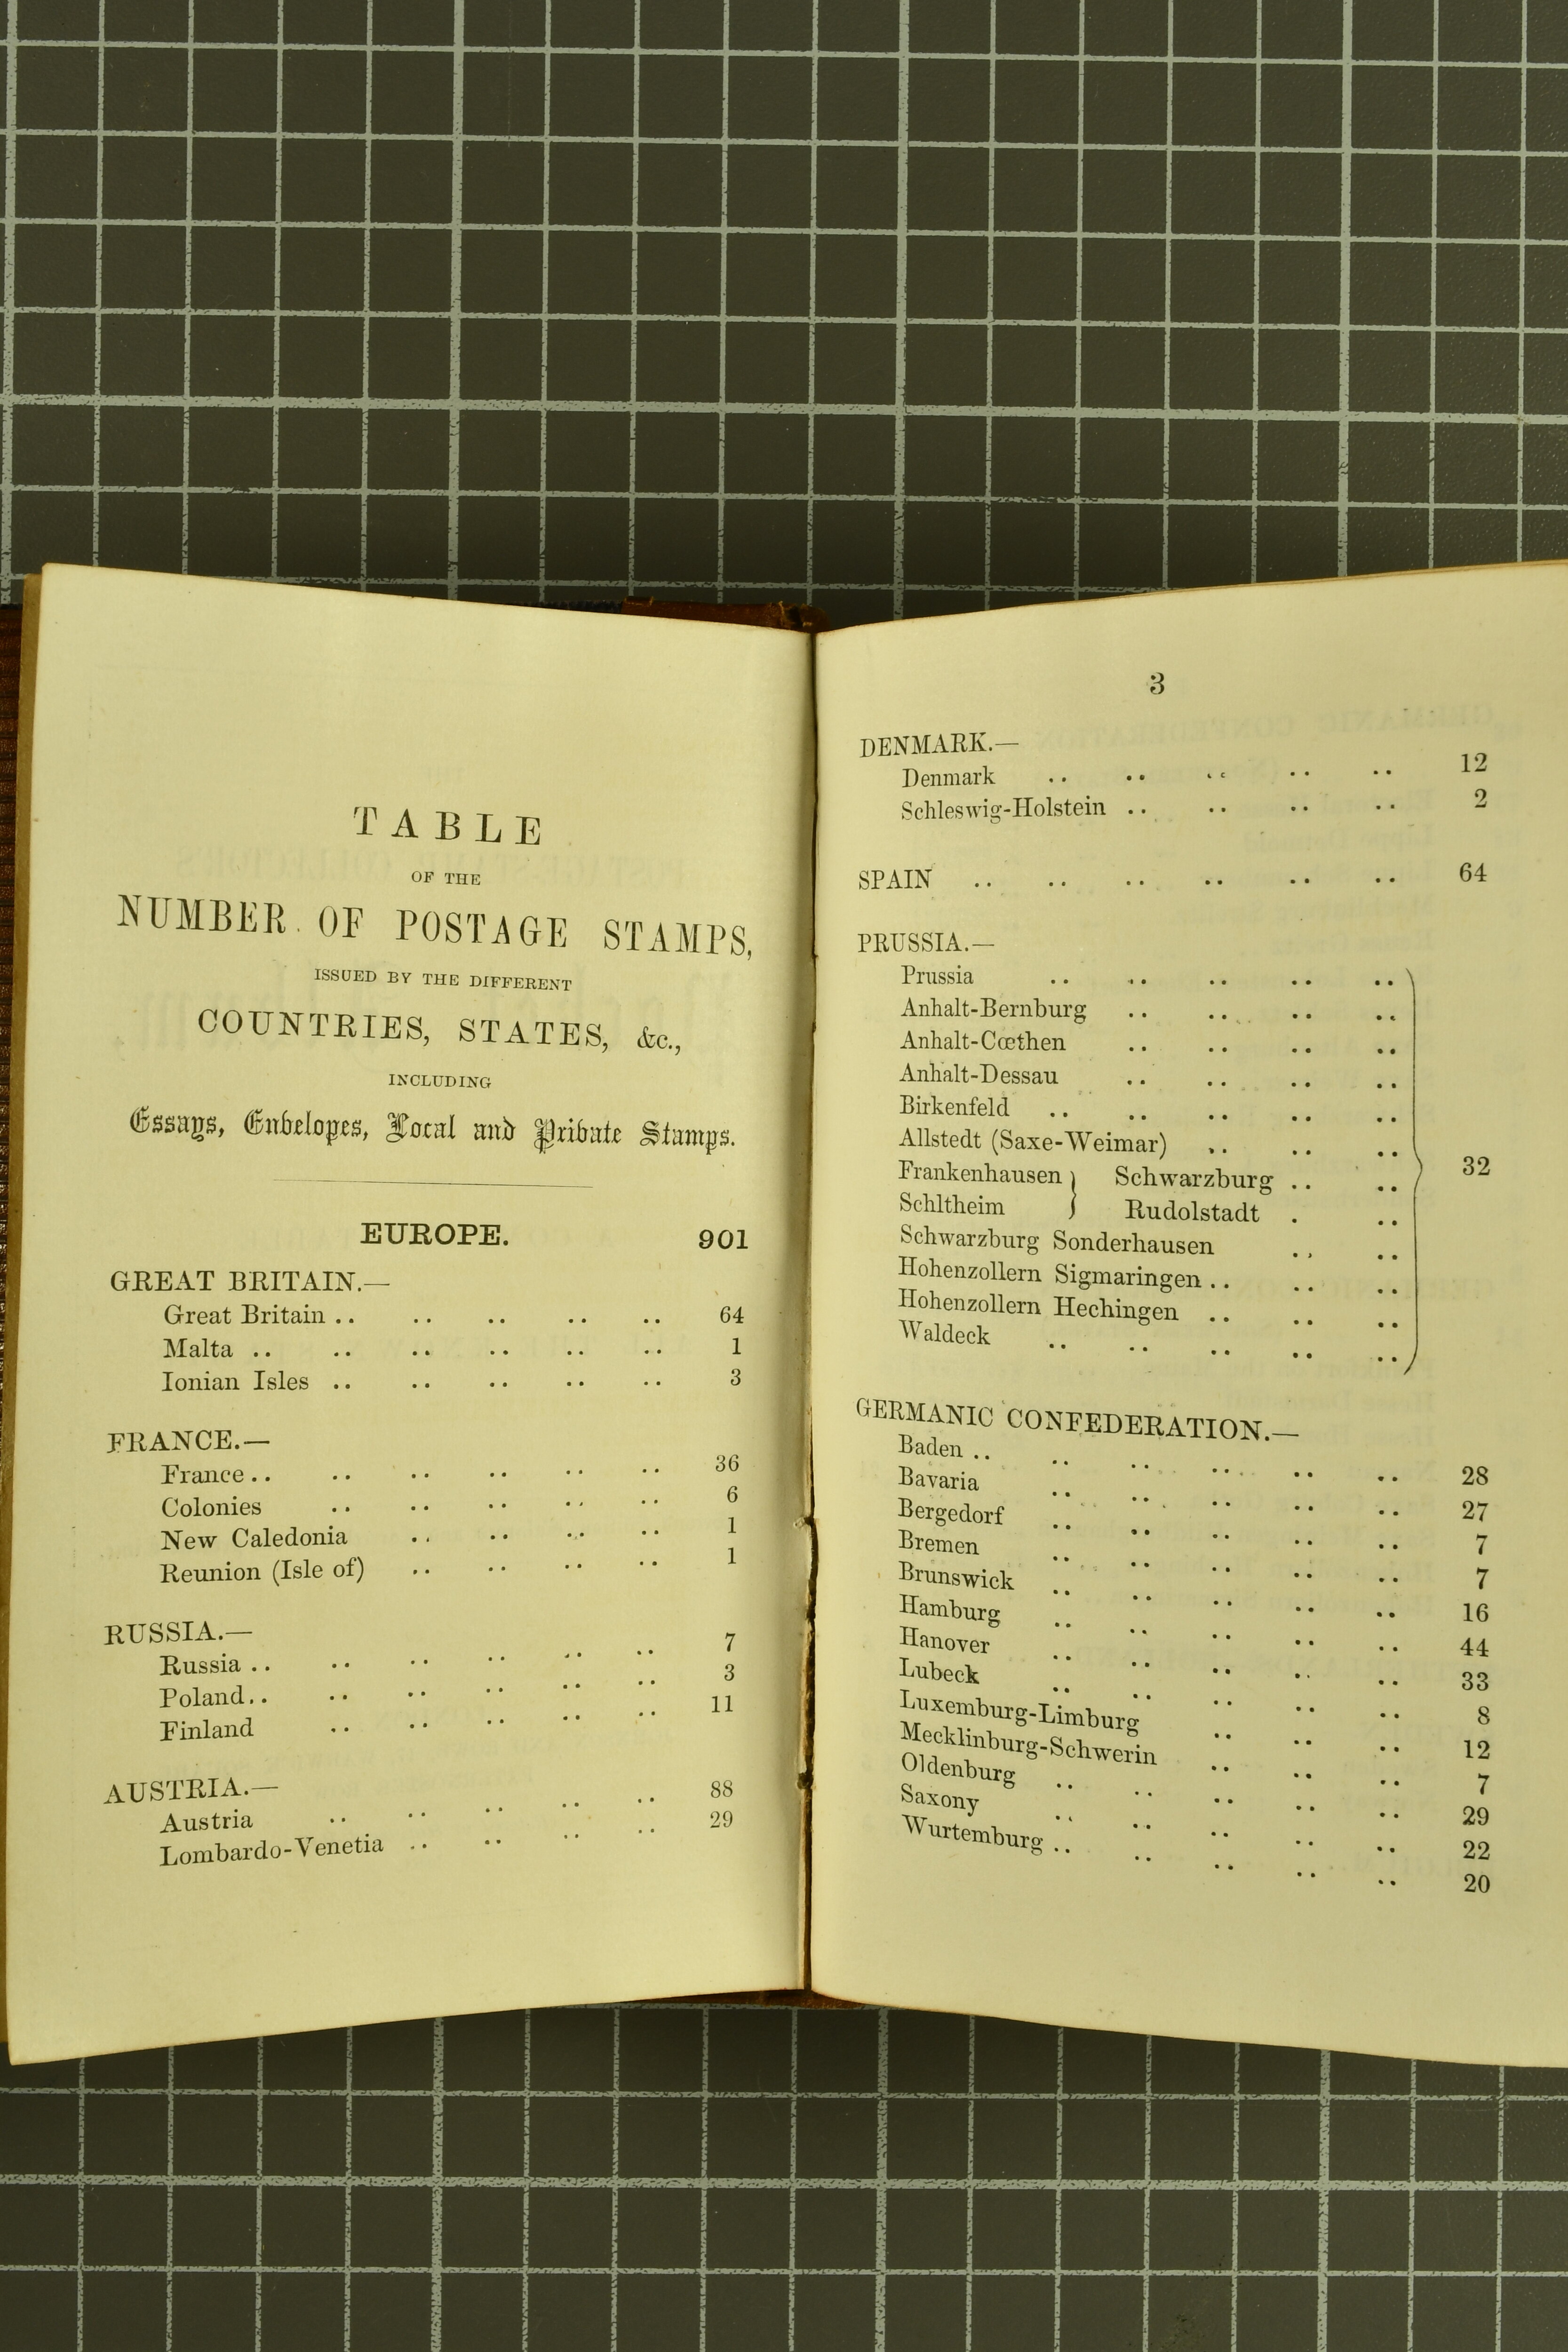 TABLE
OF THE
NUMBER OF POSTAGE STAMPS,
ISSUED BY THE DIFFERENT
COUNTRIES, STATES, &c.,
INCLUDING
Essays, Envelopes, Local and Private Stamps.
EUROPE. 901
GREAT BRITAIN.—
Great Britain .. .. .. .. .. 64
Malta .. .. .. .. .. .. 1
Ionian Isles .. .. .. .. .. 3
FRANCE.—
France .. .. .. .. .. .. 36
Colonies .. .. .. .. .. 6
New Caledonia .. .. .. .. 1
Reunion (Isle of) .. .. .. .. 1
RUSSIA.—
Russia .. .. .. .. .. .. 7
Poland .. .. .. .. .. .. 3
Finland .. .. .. .. .. 11
AUSTRIA.—
Austria .. .. .. .. .. 88
Lombardo-Venetia .. .. .. .. 29
3
DENMARK.—
Denmark .. .. .. .. .. 12
Schleswig-Holstein .. .. .. .. 2
SPAIN .. .. .. .. .. .. 64
PRUSSIA.—
Prussia .. .. .. .. ..
Anhalt-Bernburg .. .. .. ..
Anhalt-Cœthen .. .. .. ..
Anhalt-Dessau .. .. .. ..
Birkenfeld .. .. .. .. ..
Allstedt (Saxe-Weimar) .. .. ..
Frankenhausen } Schwarzburg .. .. 32
Schltheim } Rudolstadt . ..
Schwarzburg Sonderhausen .. ..
Hohenzollern Sigmaringen .. .. ..
Hohenzollern Hechingen .. .. ..
Waldeck .. .. .. .. ..
GERMANIC CONFEDERATION.—
Baden .. .. .. .. .. .. 28
Bavaria .. .. .. .. .. 27
Bergedorf .. .. .. .. .. 7
Bremen .. .. .. .. .. 7
Brunswick .. .. .. .. .. 16
Hamburg .. .. .. .. .. 44
Hanover .. .. .. .. .. 33
Lubeck .. .. .. .. .. 8
Luxemburg-Limburg .. .. .. 12
Mecklinburg-Schwerin .. .. .. 7
Oldenburg .. .. .. .. .. 29
Saxony .. .. .. .. .. 22
Wurtemburg .. .. .. .. .. 20